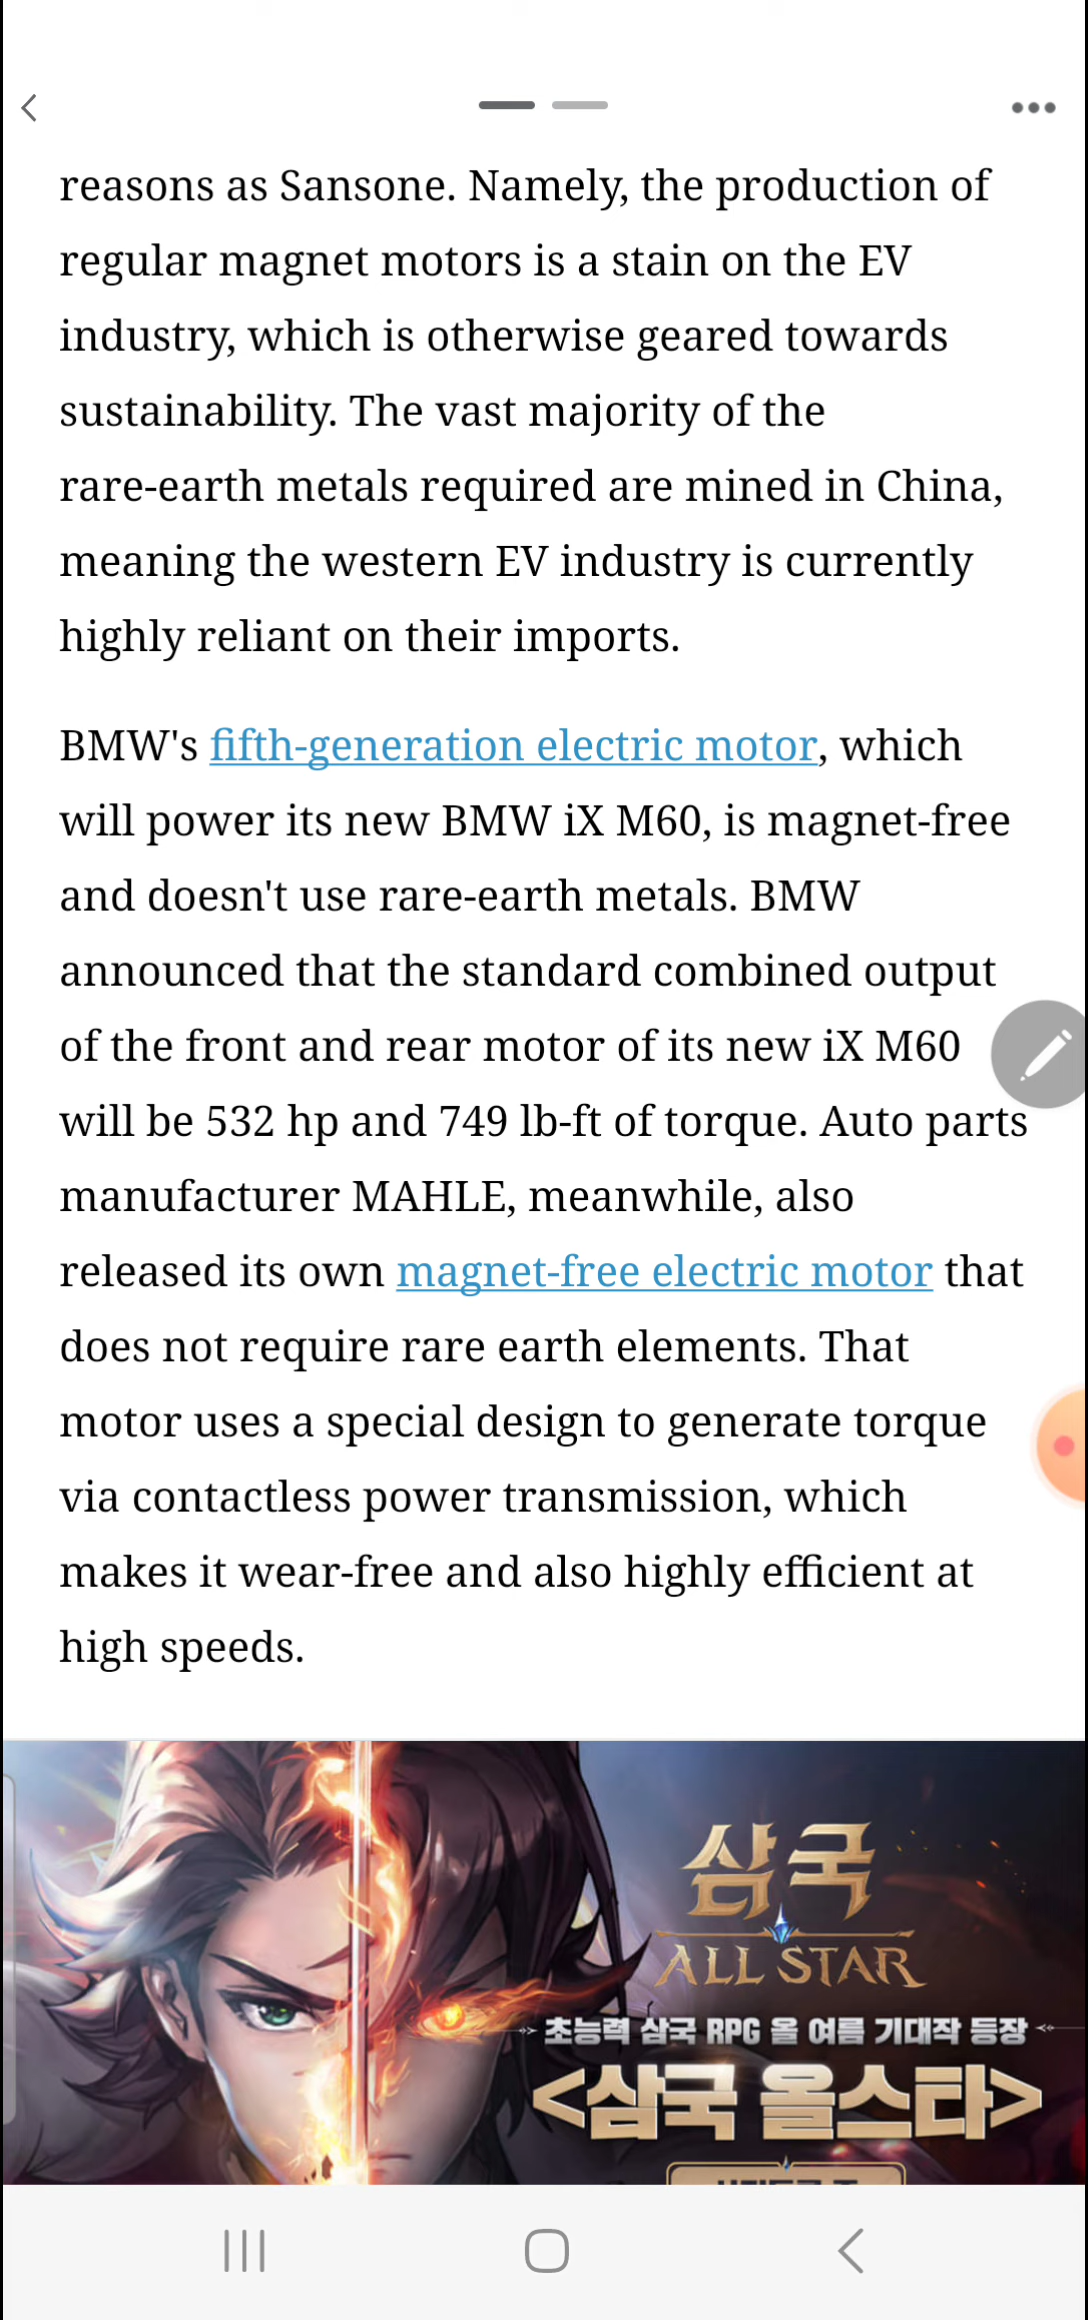 reasons as Sansone. Namely, the production of
regular magnet motors is a stain on the EV
industry, which is otherwise geared towards
sustainability. The vast majority of the
rare-earth metals required are mined in China,
meaning the western EV industry is currently
highly reliant on their imports.
BMW's fifth-generation electric motor, which
will power its new BMW iX M60, is magnet-free
and doesn't use rare-earth metals. BMW
announced that the standard combined output
of the front and rear motor of its new iX M60
will be 532 hp and 749 lb-ft of torque. Auto parts
manufacturer MAHLE, meanwhile, also
released its own magnet-free electric motor that
does not require rare earth elements. That
motor uses a special design to generate torque
via contactless power transmission, which
makes it wear-free and also highly efficient at
high speeds.
삼국
ALL STAR
초능력 삼국 RPG 올 여름 기대작 등장
<삼국 올스타>